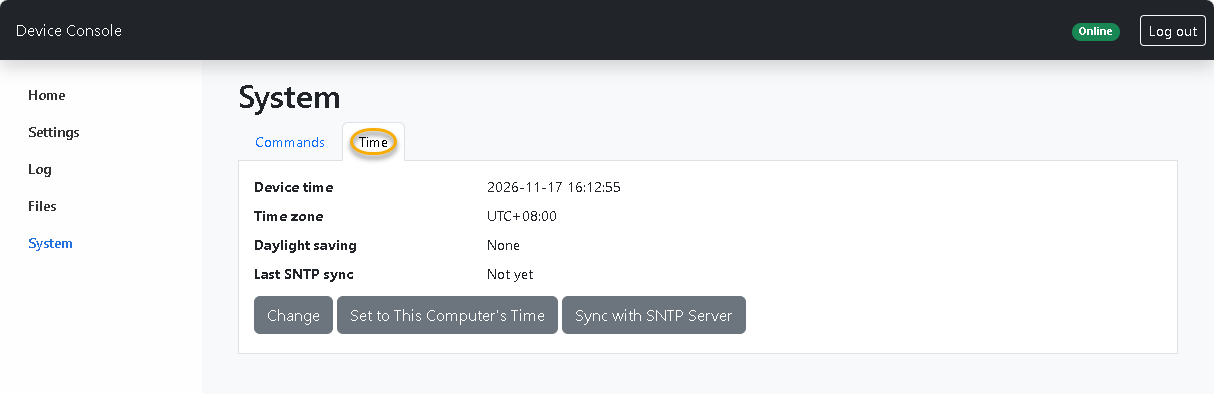 Device Console
Online
Log out
Home
Settings
Log
Files
System
System
Commands
Time
Device time 2026-11-17 16:12:55
Time zone UTC+08:00
Daylight saving None
Last SNTP sync Not yet
Change
Set to This Computer's Time
Sync with SNTP Server